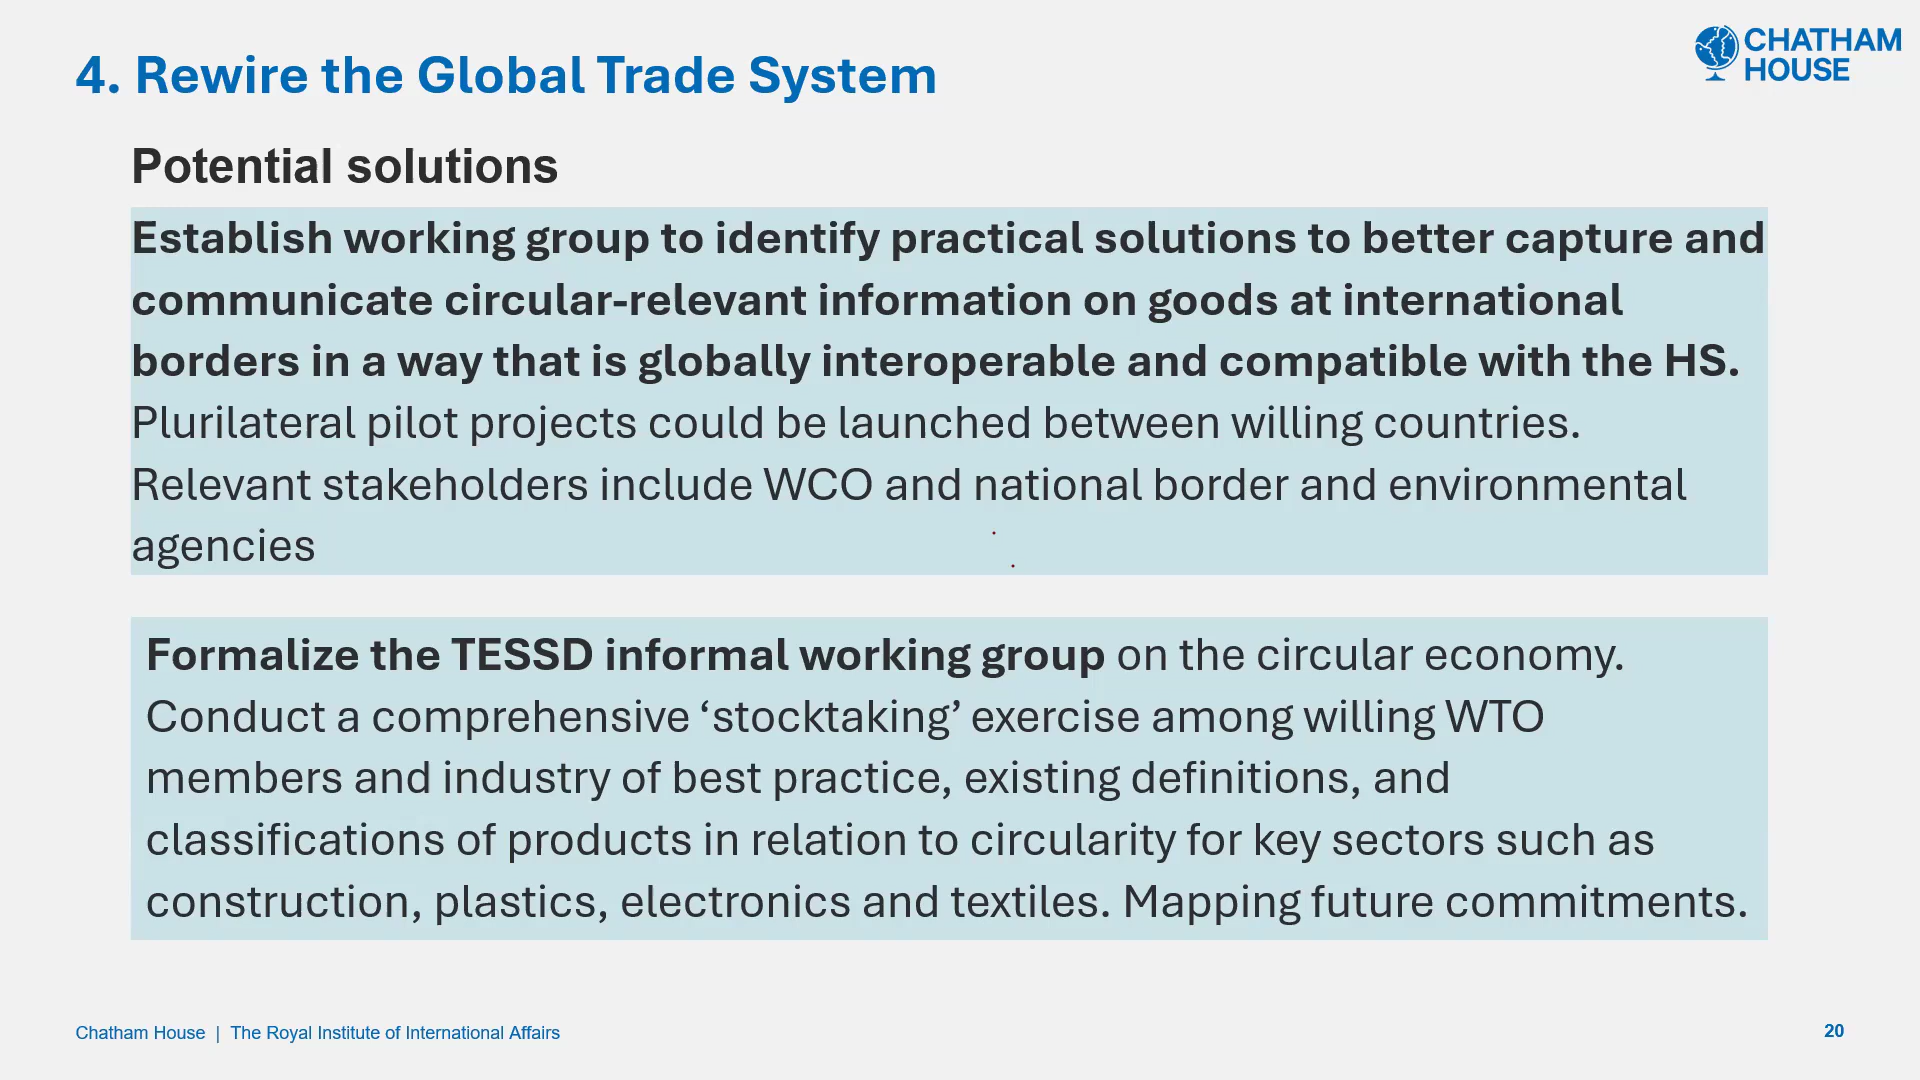 4. Rewire the Global Trade System
CHATHAM
HOUSE
Potential solutions
Establish working group to identify practical solutions to better capture and
communicate circular-relevant information on goods at international
borders in a way that is globally interoperable and compatible with the HS.
Plurilateral pilot projects could be launched between willing countries.
Relevant stakeholders include WCO and national border and environmental
agencies
Formalize the TESSD informal working group on the circular economy.
Conduct a comprehensive ‘stocktaking’ exercise among willing WTO
members and industry of best practice, existing definitions, and
classifications of products in relation to circularity for key sectors such as
construction, plastics, electronics and textiles. Mapping future commitments.
Chatham House | The Royal Institute of International Affairs
20